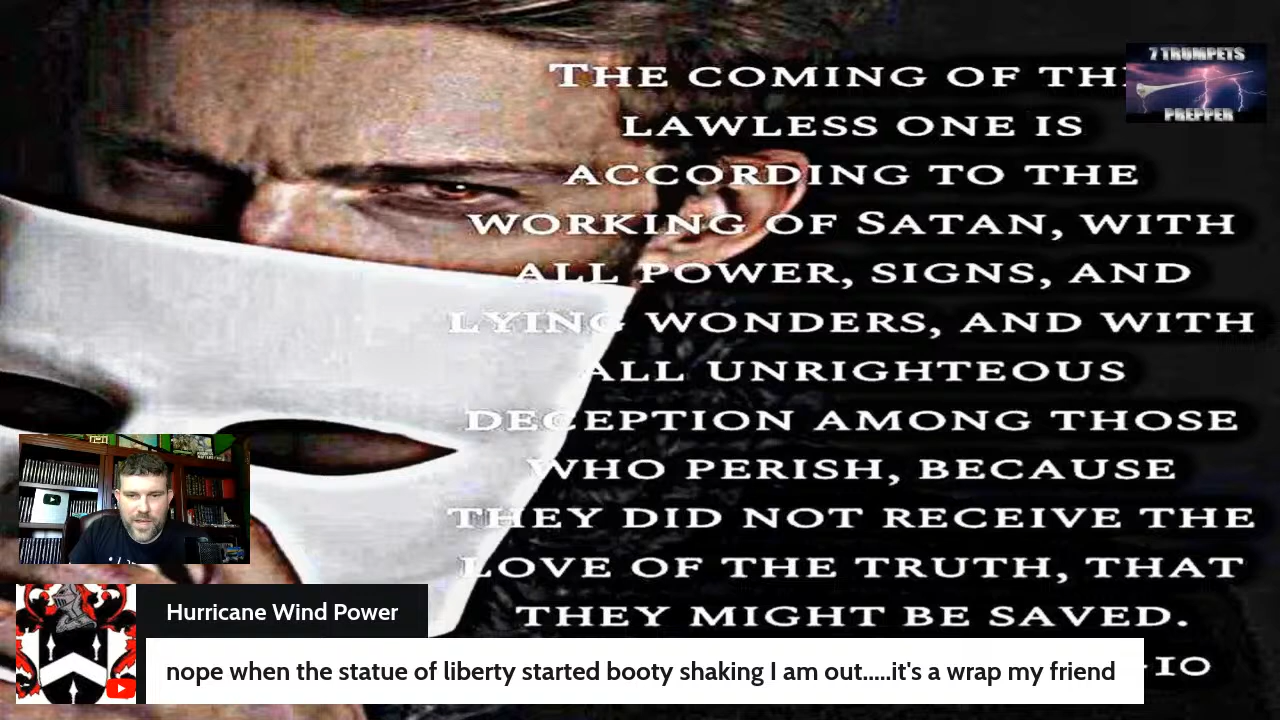 THE COMING OF TH
7 TRUMPETS
PREPPER
LAWLESS ONE IS
ACCORDING TO THE
WORKING OF SATAN, WITH
ALL POWER, SIGNS, AND
LYING WONDERS, AND WITH
ALL UNRIGHTEOUS
DECEPTION AMONG THOSE
WHO PERISH, BECAUSE
THEY DID NOT RECEIVE THE
LOVE OF THE TRUTH, THAT
THEY MIGHT BE SAVED.
Hurricane Wind Power
nope when the statue of liberty started booty shaking I am out.....it's a wrap my friend